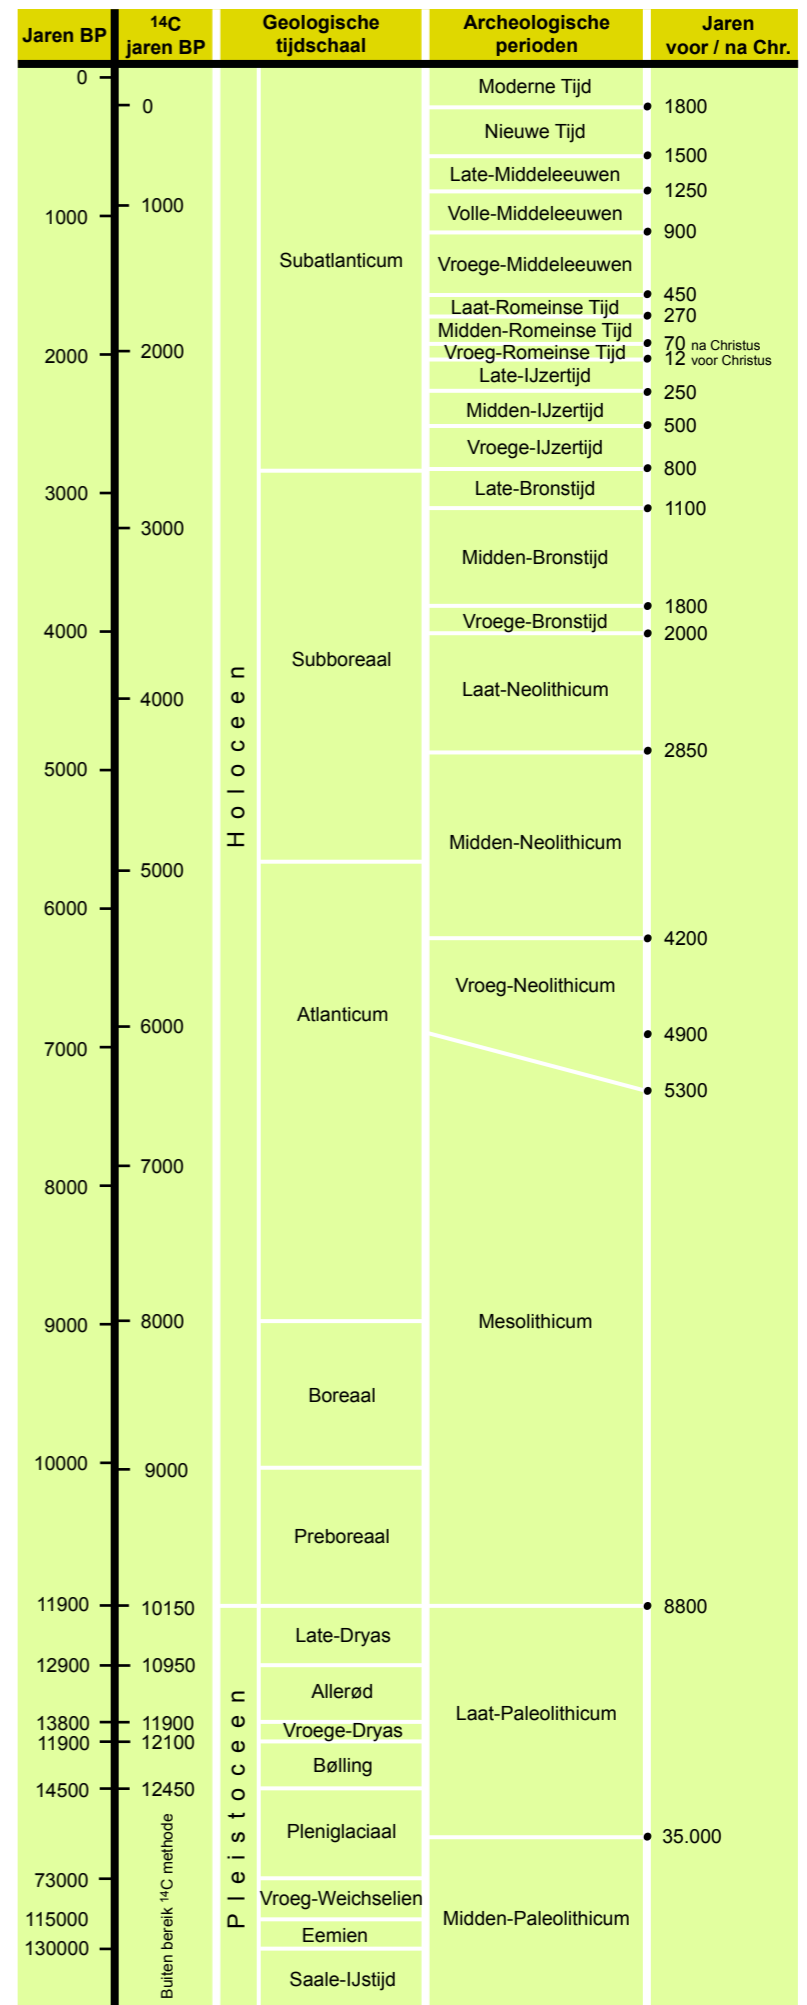 Jaren BP
14C
jaren BP
Geologische
tijdschaal
Archeologische
perioden
Jaren
voor / na Chr.
0
1000
2000
3000
4000
5000
6000
7000
8000
9000
10000
11900
12900
13800
11900
14500
73000
115000
130000
0
1000
2000
3000
4000
5000
6000
7000
8000
9000
10150
10950
11900
12100
12450
Buiten bereik 14C methode
Holoceen
Pleistoceen
Subatlanticum
Subboreaal
Atlanticum
Boreaal
Preboreaal
Late-Dryas
Allerød
Vroege-Dryas
Bølling
Pleniglaciaal
Vroeg-Weichselien
Eemien
Saale-IJstijd
Moderne Tijd
Nieuwe Tijd
Late-Middeleeuwen
Volle-Middeleeuwen
Vroege-Middeleeuwen
Laat-Romeinse Tijd
Midden-Romeinse Tijd
Vroeg-Romeinse Tijd
Late-IJzertijd
Midden-IJzertijd
Vroege-IJzertijd
Late-Bronstijd
Midden-Bronstijd
Vroege-Bronstijd
Laat-Neolithicum
Midden-Neolithicum
Vroeg-Neolithicum
Mesolithicum
Laat-Paleolithicum
Midden-Paleolithicum
1800
1500
1250
900
450
270
70 na Christus
12 voor Christus
250
500
800
1100
1800
2000
2850
4200
4900
5300
8800
35.000